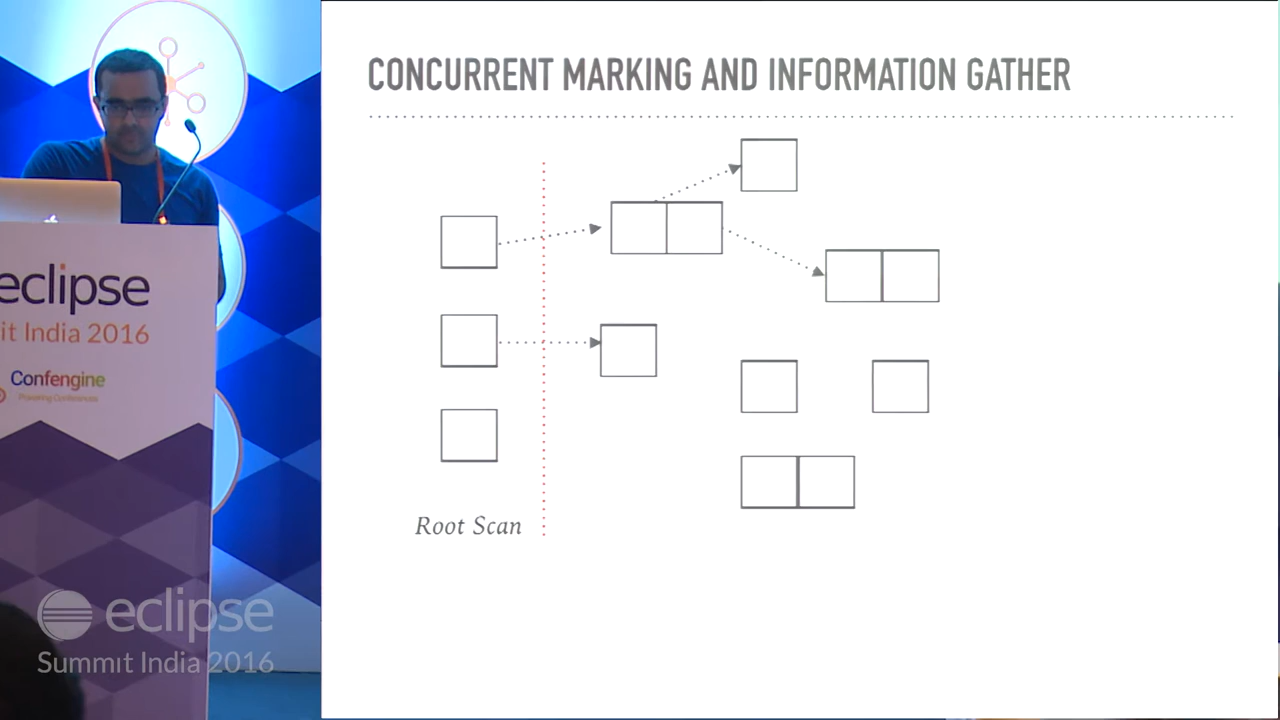 CONCURRENT MARKING AND INFORMATION GATHER
Root Scan
eclipse
it India 2016
Confengine
eclipse
Summit India 2016